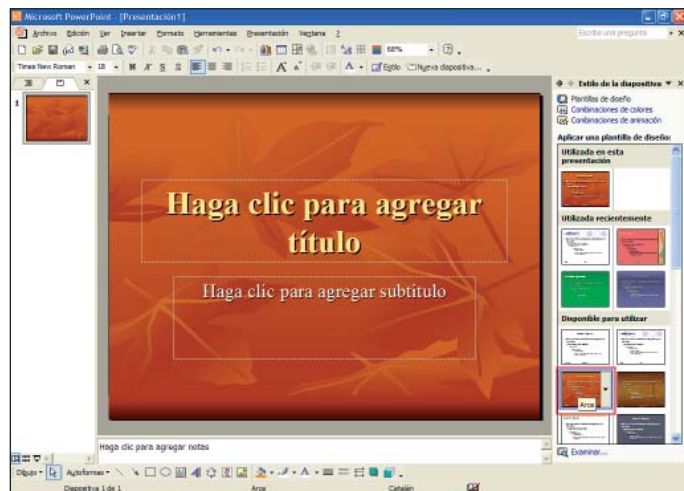 Microsoft PowerPoint - [Presentación1]
Archivo Edición Ver Insertar Formato Herramientas Presentación Ventana ?
Escriba una pregunta
68%
Times New Roman 18 N K S S Estilo Nueva diapositiva...
Estilo de la diapositiva
1
Plantillas de diseño
Combinaciones de colores
Combinaciones de animación
Aplicar una plantilla de diseño:
Utilizada en esta
presentación
Haga clic para agregar
título
Haga clic para agregar subtítulo
Utilizada recientemente
Disponible para utilizar
Arce
Haga clic para agregar notas
Examinar...
Dibujo Autoformas
Diapositiva 1 de 1 Arce Catalán